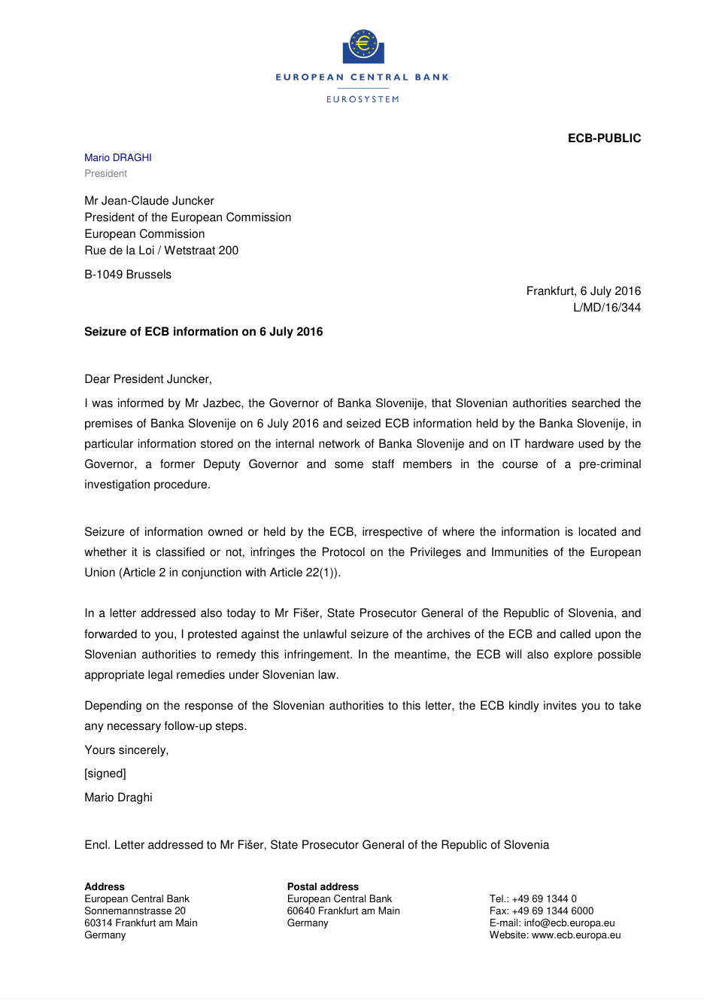 EUROPEAN CENTRAL BANK
EUROSYSTEM
ECB-PUBLIC
Mario DRAGHI
President
Mr Jean-Claude Juncker
President of the European Commission
European Commission
Rue de la Loi / Wetstraat 200
B-1049 Brussels
Frankfurt, 6 July 2016
L/MD/16/344
Seizure of ECB information on 6 July 2016
Dear President Juncker,
I was informed by Mr Jazbec, the Governor of Banka Slovenije, that Slovenian authorities searched the
premises of Banka Slovenije on 6 July 2016 and seized ECB information held by the Banka Slovenije, in
particular information stored on the internal network of Banka Slovenije and on IT hardware used by the
Governor, a former Deputy Governor and some staff members in the course of a pre-criminal
investigation procedure.
Seizure of information owned or held by the ECB, irrespective of where the information is located and
whether it is classified or not, infringes the Protocol on the Privileges and Immunities of the European
Union (Article 2 in conjunction with Article 22(1)).
In a letter addressed also today to Mr Fišer, State Prosecutor General of the Republic of Slovenia, and
forwarded to you, I protested against the unlawful seizure of the archives of the ECB and called upon the
Slovenian authorities to remedy this infringement. In the meantime, the ECB will also explore possible
appropriate legal remedies under Slovenian law.
Depending on the response of the Slovenian authorities to this letter, the ECB kindly invites you to take
any necessary follow-up steps.
Yours sincerely,
[signed]
Mario Draghi
Encl. Letter addressed to Mr Fišer, State Prosecutor General of the Republic of Slovenia
Address
European Central Bank
Sonnemannstrasse 20
60314 Frankfurt am Main
Germany
Postal address
European Central Bank
60640 Frankfurt am Main
Germany
Tel.: +49 69 1344 0
Fax: +49 69 1344 6000
E-mail: info@ecb.europa.eu
Website: www.ecb.europa.eu